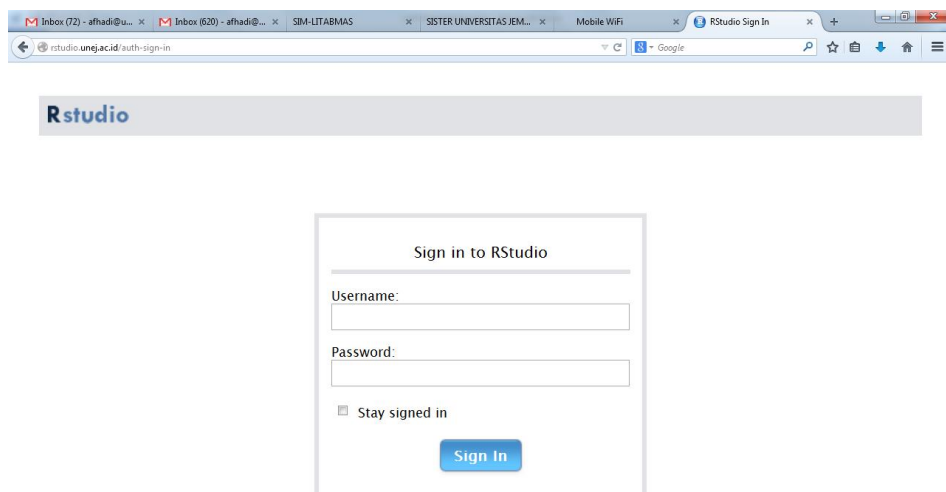 Inbox (72) - afhadi@u... × Inbox (620) - afhadi@... × SIM-LITABMAS × SISTER UNIVERSITAS JEM... × Mobile WiFi × RStudio Sign In × +
rstudio.unej.ac.id/auth-sign-in 8 Google
Rstudio
Sign in to RStudio
Username:
Password:
Stay signed in
Sign In